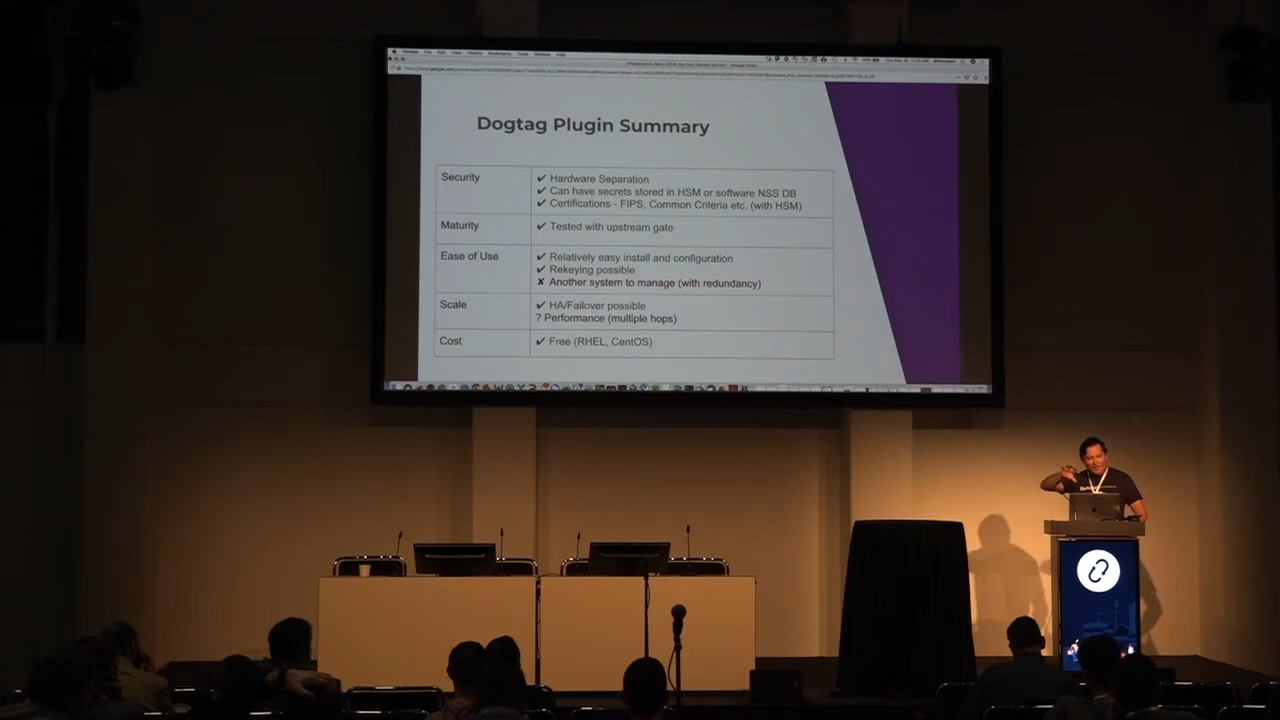 Dogtag Plugin Summary
Security
✔ Hardware Separation
✔ Can have secrets stored in HSM or software NSS DB
✔ Certifications - FIPS, Common Criteria etc. (with HSM)
Maturity
✔ Tested with upstream gate
Ease of Use
✔ Relatively easy install and configuration
✔ Rekeying possible
✘ Another system to manage (with redundancy)
Scale
✔ HA/Failover possible
? Performance (multiple hops)
Cost
✔ Free (RHEL, CentOS)